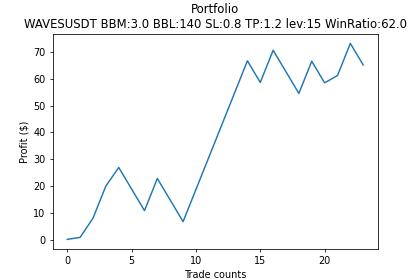 Portfolio
WAVESUSDT BBM:3.0 BBL:140 SL:0.8 TP:1.2 lev:15 WinRatio:62.0
70
60
50
40
30
20
10
0
Profit ($)
0 5 10 15 20
Trade counts